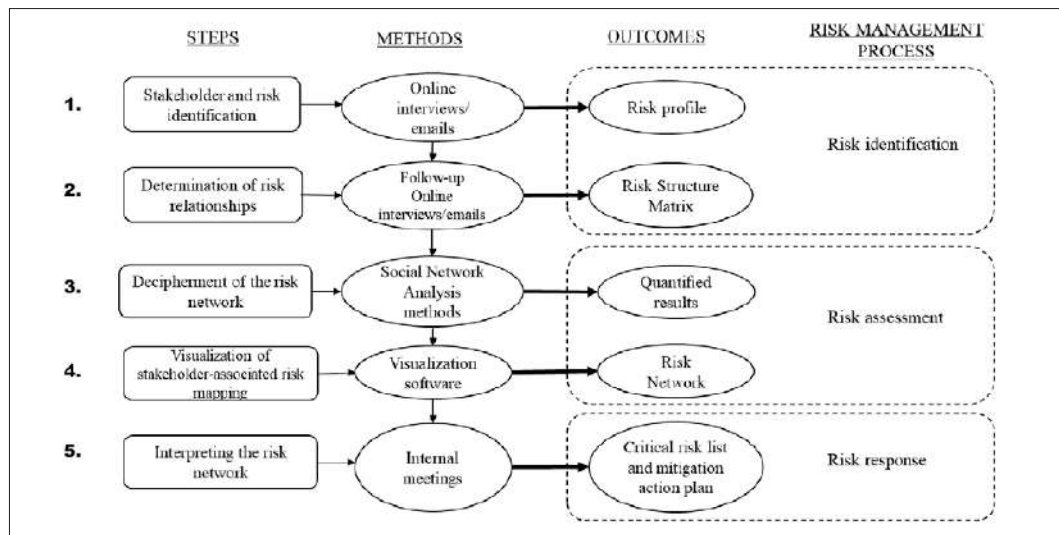 STEPS
METHODS
OUTCOMES
RISK MANAGEMENT
PROCESS
1.
Stakeholder and risk
identification
Online
interviews/
emails
Risk profile
Risk identification
2.
Determination of risk
relationships
Follow-up
Online
interviews/emails
Risk Structure
Matrix
3.
Decipherment of the risk
network
Social Network
Analysis
methods
Quantified
results
Risk assessment
4.
Visualization of
stakeholder-associated risk
mapping
Visualization
software
Risk
Network
5.
Interpreting the risk
network
Internal
meetings
Critical risk list
and mitigation
action plan
Risk response